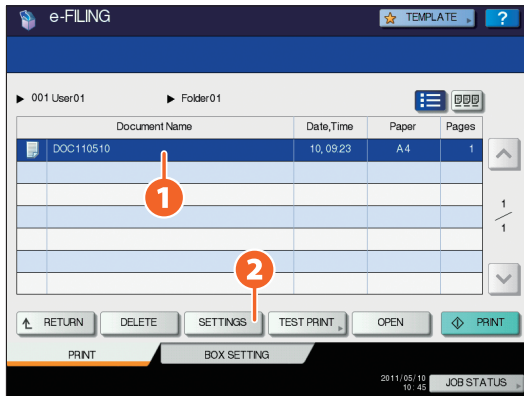 e-FILING
TEMPLATE
?
001 User01 Folder01
Document Name Date,Time Paper Pages
DOC110510 10, 09:23 A4 1
1
1
1
2
RETURN DELETE SETTINGS TEST PRINT OPEN PRINT
PRINT BOX SETTING
2011/05/10
10:45
JOB STATUS